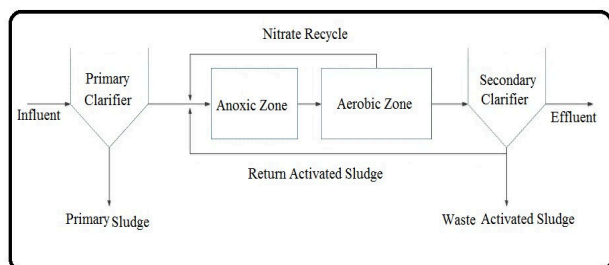 Nitrate Recycle
Primary
Clarifier
Secondary
Clarifier
Anoxic Zone
Aerobic Zone
Influent
Effluent
Return Activated Sludge
Primary Sludge
Waste Activated Sludge